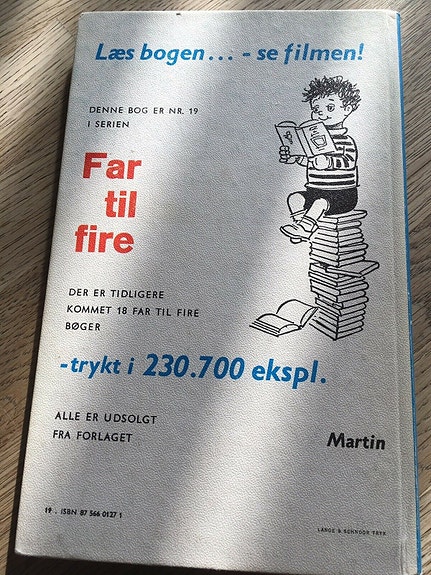 Læs bogen... - se filmen!
DENNE BOG ER NR. 19
I SERIEN
Far
til
fire
DER ER TIDLIGERE
KOMMET 18 FAR TIL FIRE
BØGER
-trykt i 230.700 ekspl.
ALLE ER UDSOLGT
FRA FORLAGET
Martin
19 . ISBN 87 566 0127 1
LANGE & SCHNOOR TRYK